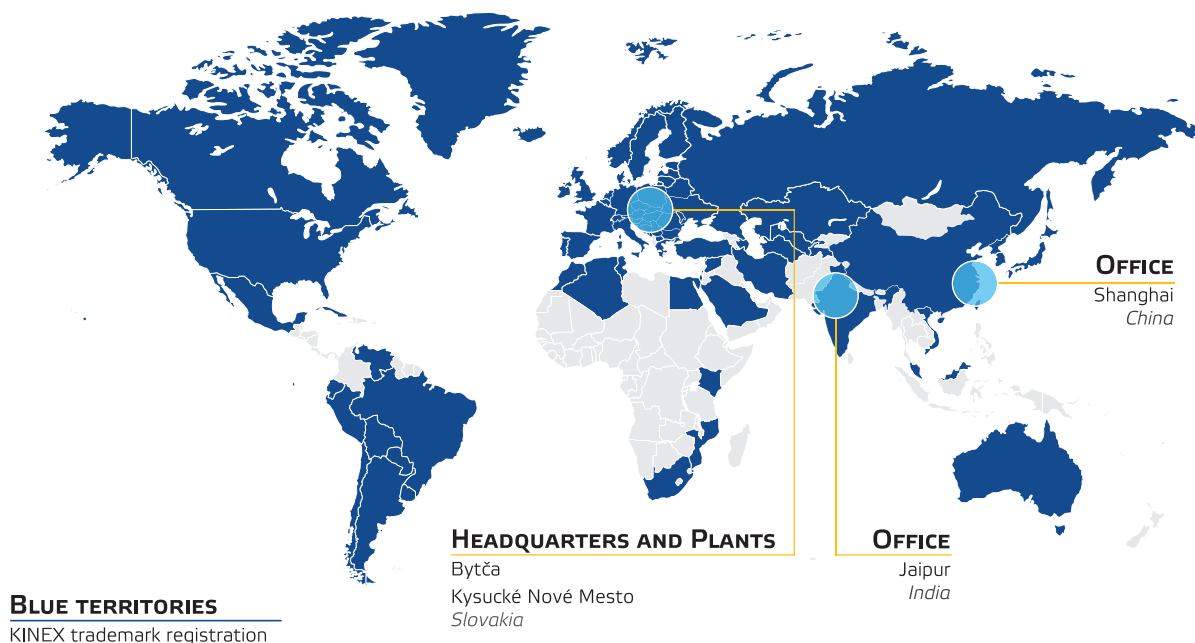 OFFICE
Shanghai
China
HEADQUARTERS AND PLANTS
Bytča
Kysucké Nové Mesto
Slovakia
OFFICE
Jaipur
India
BLUE TERRITORIES
KINEX trademark registration